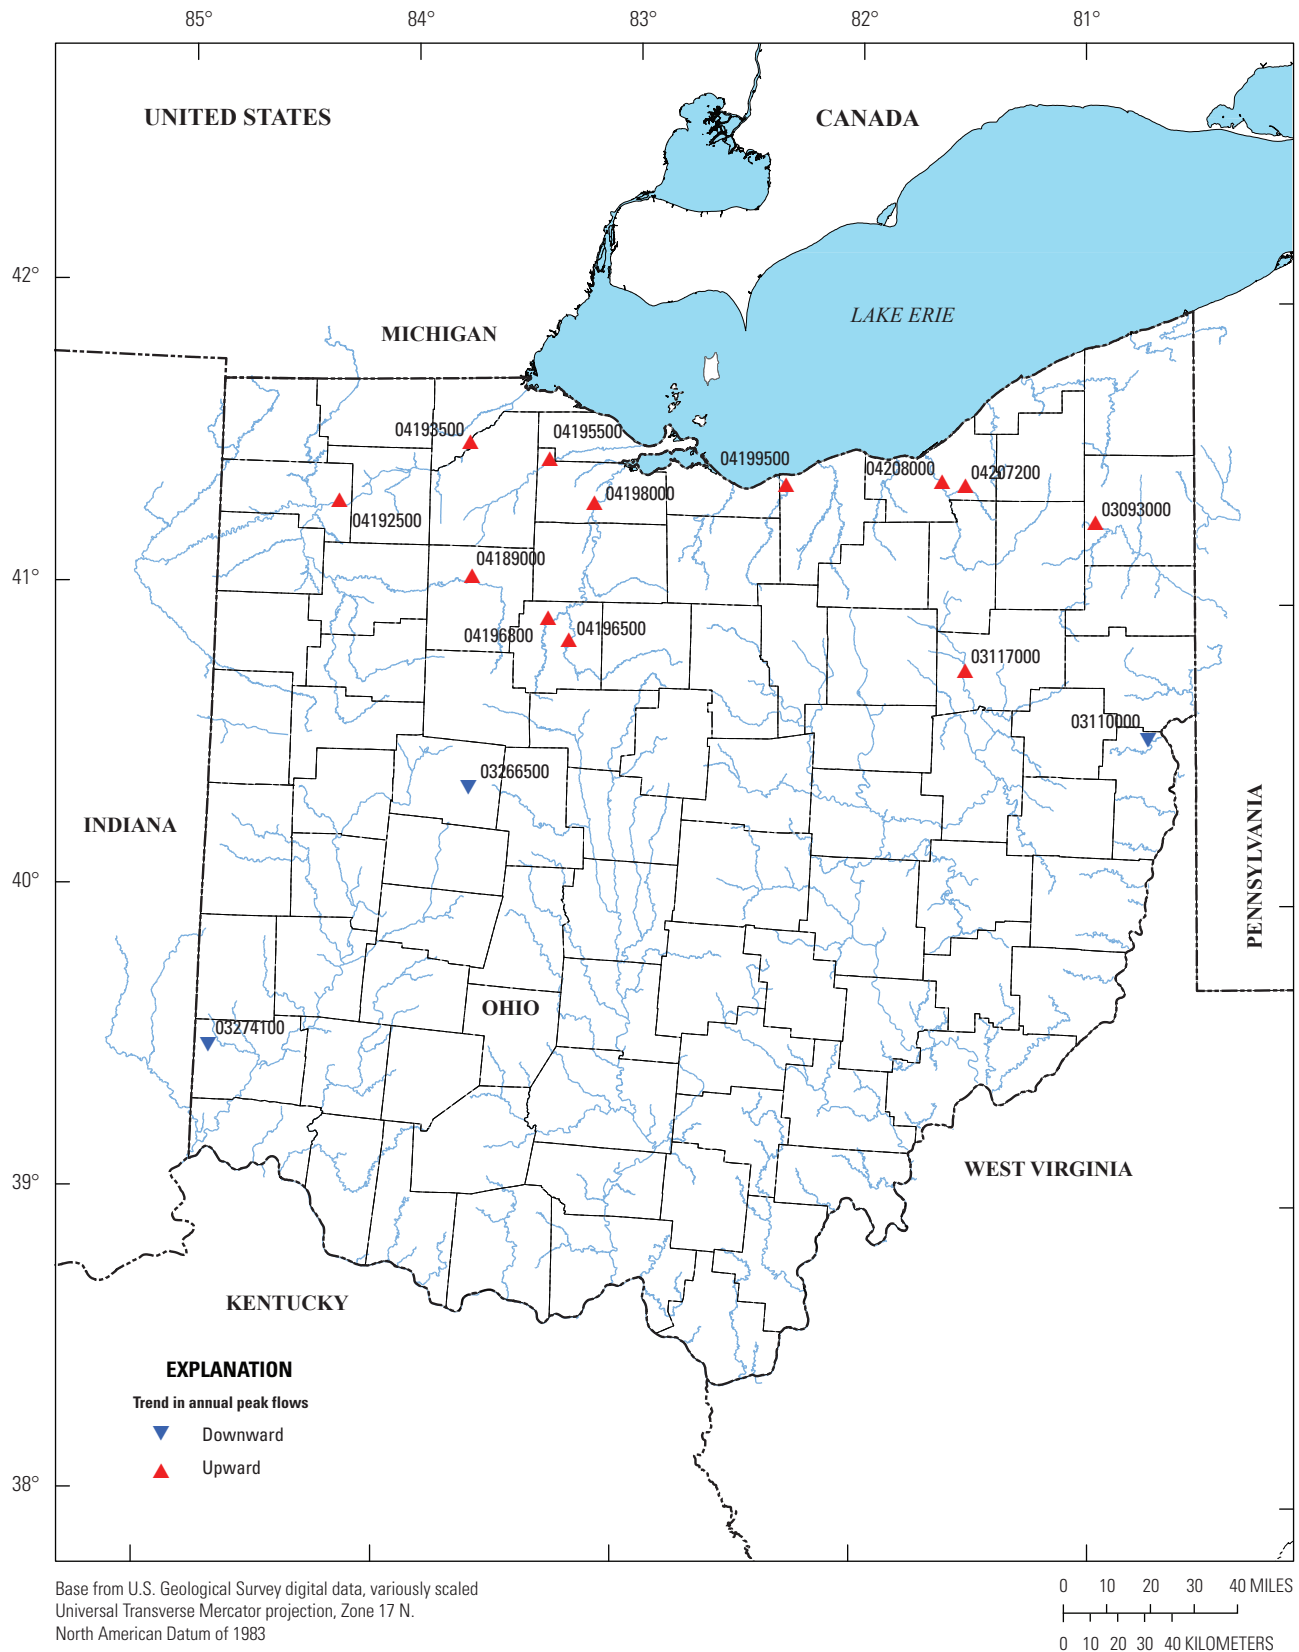 85°
84°
83°
82°
81°
UNITED STATES
CANADA
42°
LAKE ERIE
MICHIGAN
04193500
04195500
04199500
04208000
04207200
04198000
04192500
03093000
04189000
41°
04196800
04196500
03117000
03110000
03266500
INDIANA
PENNSYLVANIA
40°
OHIO
03274100
39°
WEST VIRGINIA
KENTUCKY
EXPLANATION
Trend in annual peak flows
Downward
Upward
38°
Base from U.S. Geological Survey digital data, variously scaled
Universal Transverse Mercator projection, Zone 17 N.
North American Datum of 1983
0 10 20 30 40 MILES
0 10 20 30 40 KILOMETERS